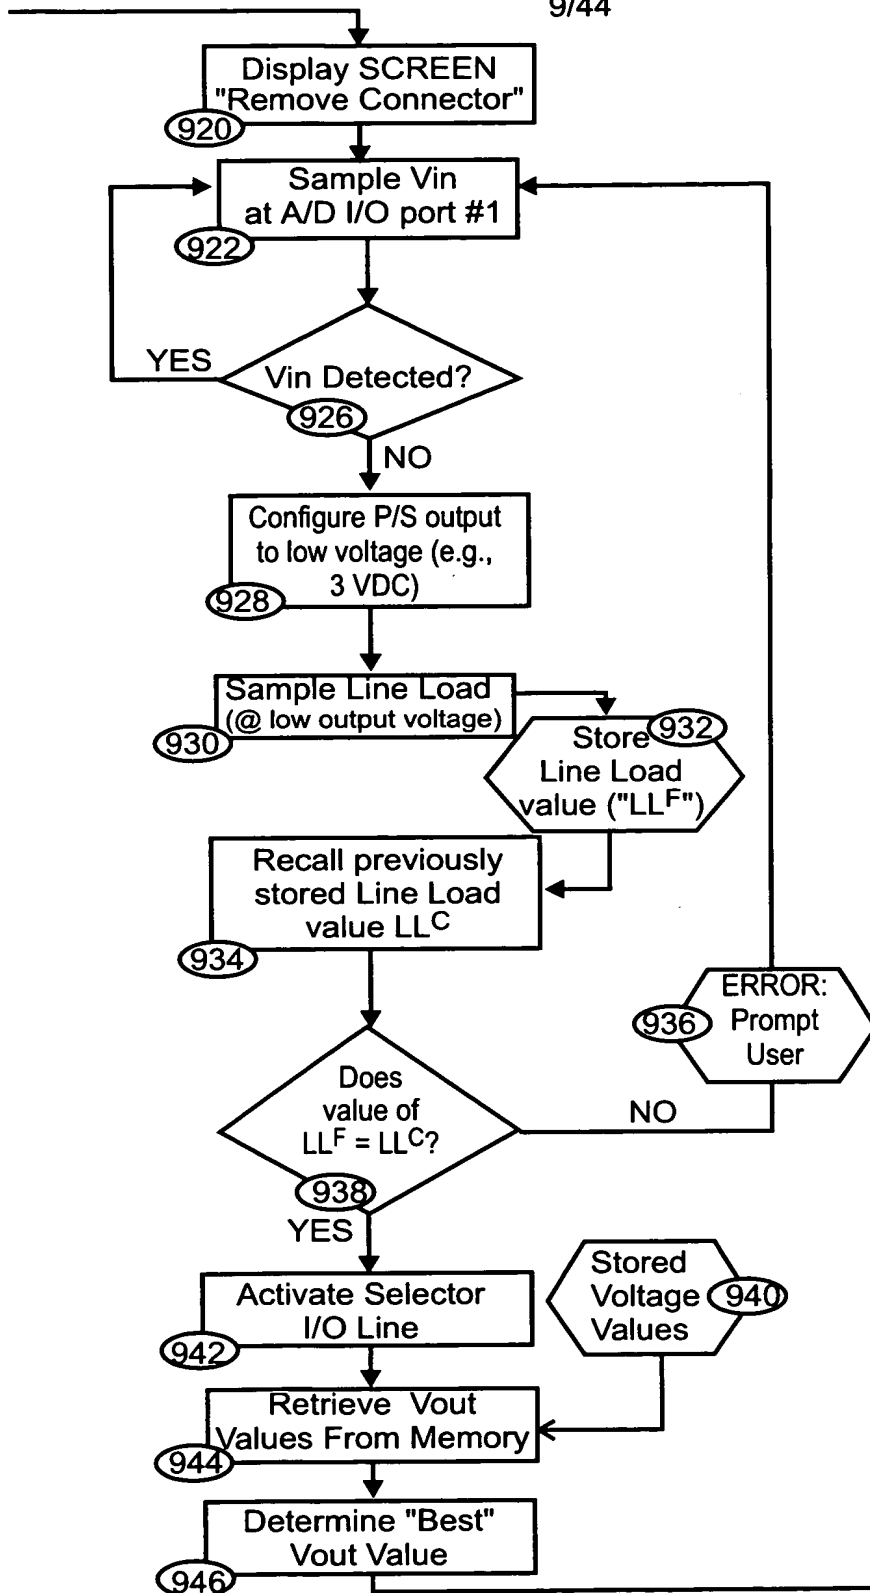 9/44
Display SCREEN
"Remove Connector"
920
Sample Vin
at A/D I/O port #1
922
YES
Vin Detected?
926
NO
Configure P/S output
to low voltage (e.g.,
3 VDC)
928
Sample Line Load
(@ low output voltage)
930
932
Store
Line Load
value ("LLF")
Recall previously
stored Line Load
value LLC
934
ERROR:
Prompt
User
936
Does
value of
LLF = LLC?
938
NO
YES
Stored
Voltage
Values
940
Activate Selector
I/O Line
942
Retrieve Vout
Values From Memory
944
Determine "Best"
Vout Value
946